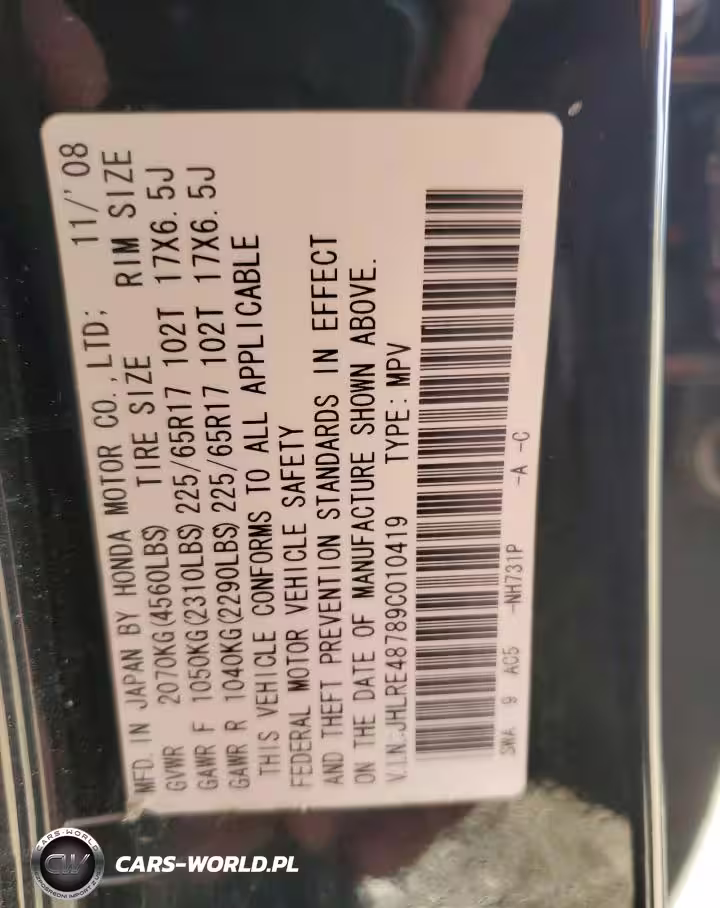 MFD. IN JAPAN BY HONDA MOTOR CO., LTD; 11/'08
GVWR 2070KG(4560LBS) TIRE SIZE RIM SIZE
GAWR F 1050KG(2310LBS) 225/65R17 102T 17X6.5J
GAWR R 1040KG(2290LBS) 225/65R17 102T 17X6.5J
THIS VEHICLE CONFORMS TO ALL APPLICABLE
FEDERAL MOTOR VEHICLE SAFETY
AND THEFT PREVENTION STANDARDS IN EFFECT
ON THE DATE OF MANUFACTURE SHOWN ABOVE.
V.I.N:JHLRE48789C010419 TYPE: MPV
SWA 9 AC5 -NH731P -A -C
CARS-WORLD
CW
CARS-WORLD.PL